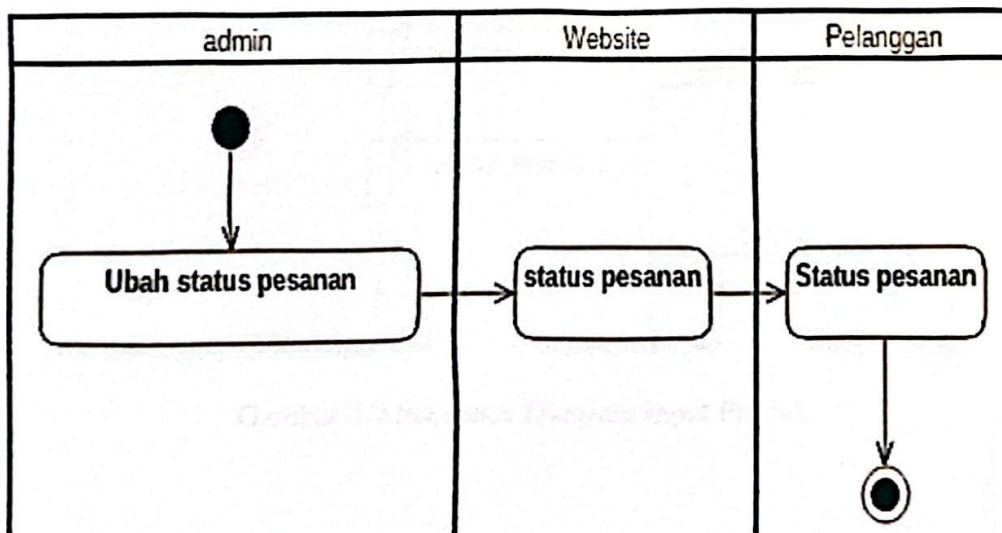 admin
Website
Pelanggan
Ubah status pesanan
status pesanan
Status pesanan